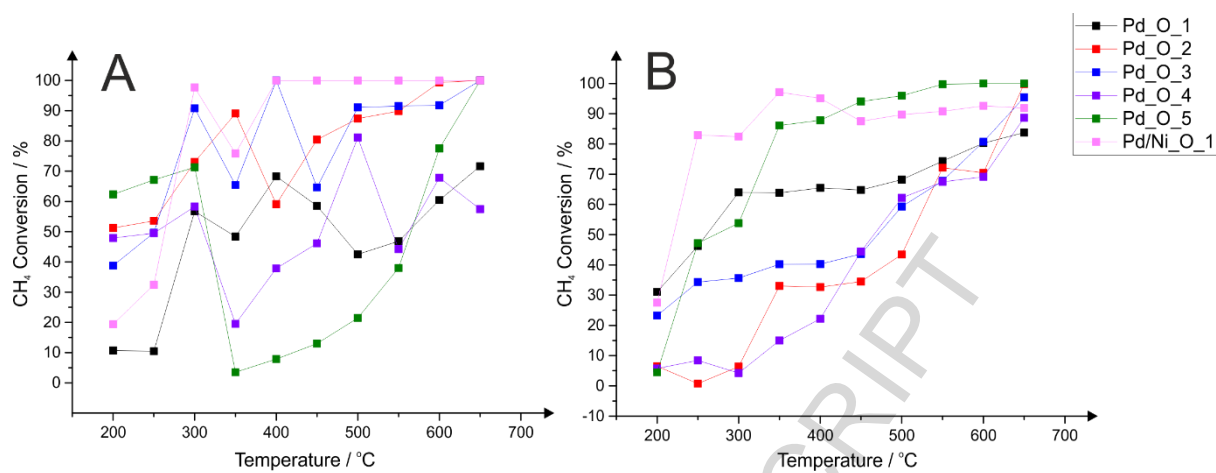 A
CH₄ Conversion / %
100
90
80
70
60
50
40
30
20
10
0
200 300 400 500 600 700
Temperature / °C
B
CH₄ Conversion / %
100
90
80
70
60
50
40
30
20
10
0
-10
200 300 400 500 600 700
Temperature / °C
Pd_O_1
Pd_O_2
Pd_O_3
Pd_O_4
Pd_O_5
Pd/Ni_O_1
SCRIPT